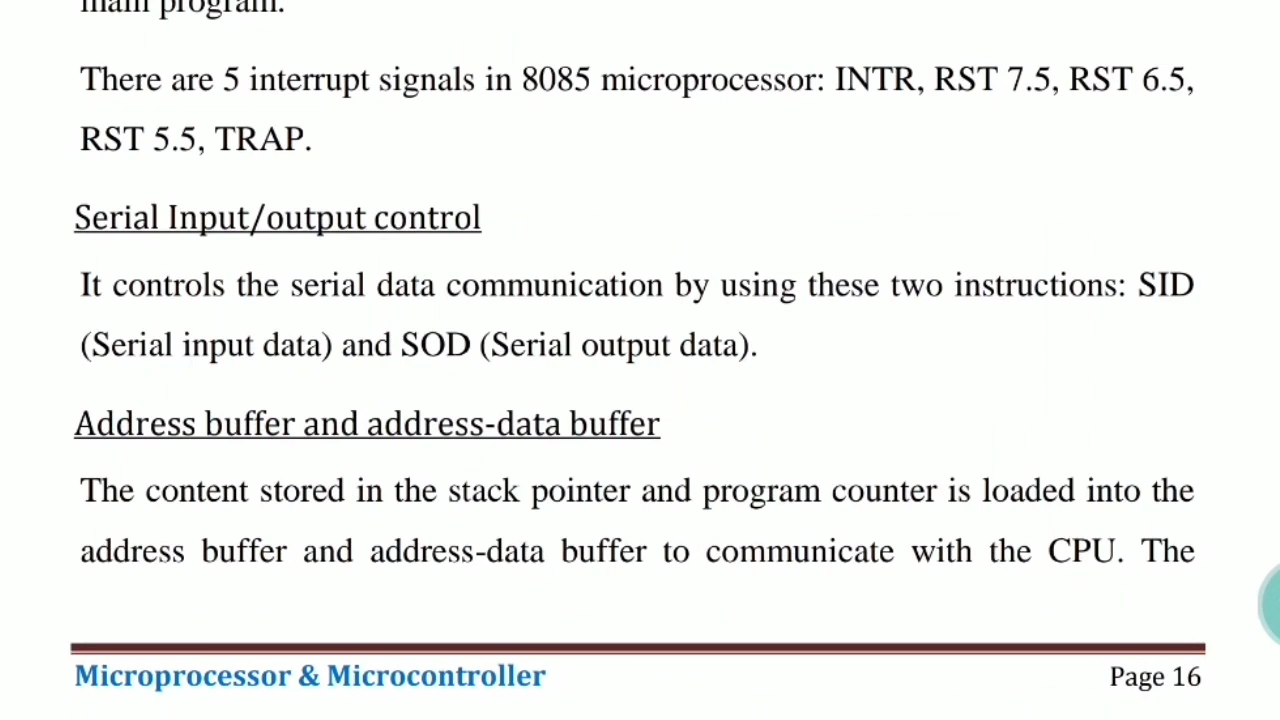 main program.
There are 5 interrupt signals in 8085 microprocessor: INTR, RST 7.5, RST 6.5,
RST 5.5, TRAP.
Serial Input/output control
It controls the serial data communication by using these two instructions: SID
(Serial input data) and SOD (Serial output data).
Address buffer and address-data buffer
The content stored in the stack pointer and program counter is loaded into the
address buffer and address-data buffer to communicate with the CPU. The
Microprocessor & Microcontroller
Page 16